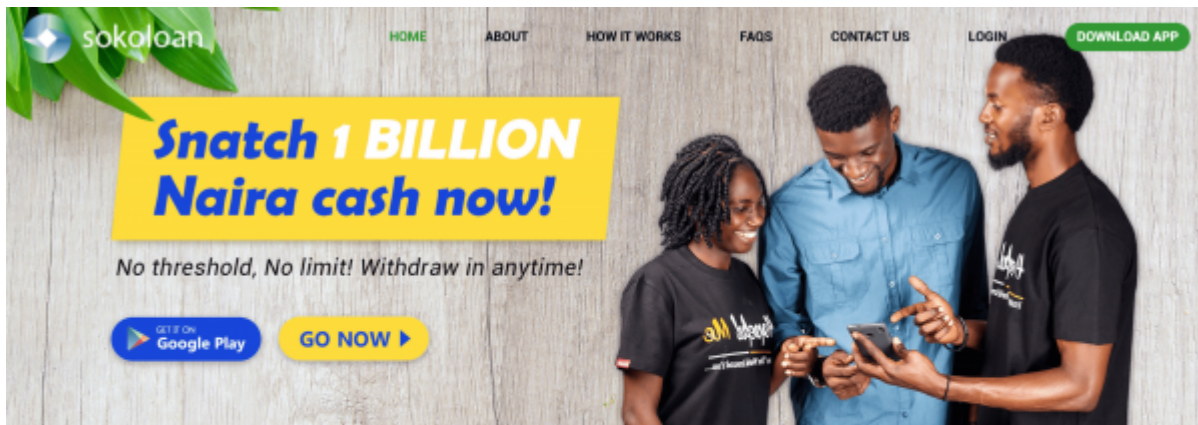 sokoloan
HOME ABOUT HOW IT WORKS FAQS CONTACT US LOGIN DOWNLOAD APP
Snatch 1 BILLION
Naira cash now!
No threshold, No limit! Withdraw in anytime!
GET IT ON
Google Play
GO NOW